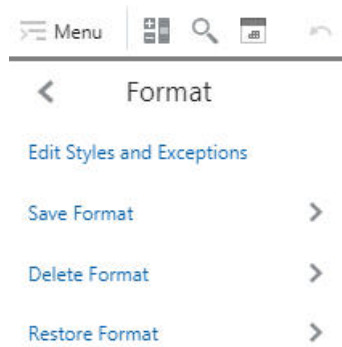 Menu
Format
Edit Styles and Exceptions
Save Format
Delete Format
Restore Format